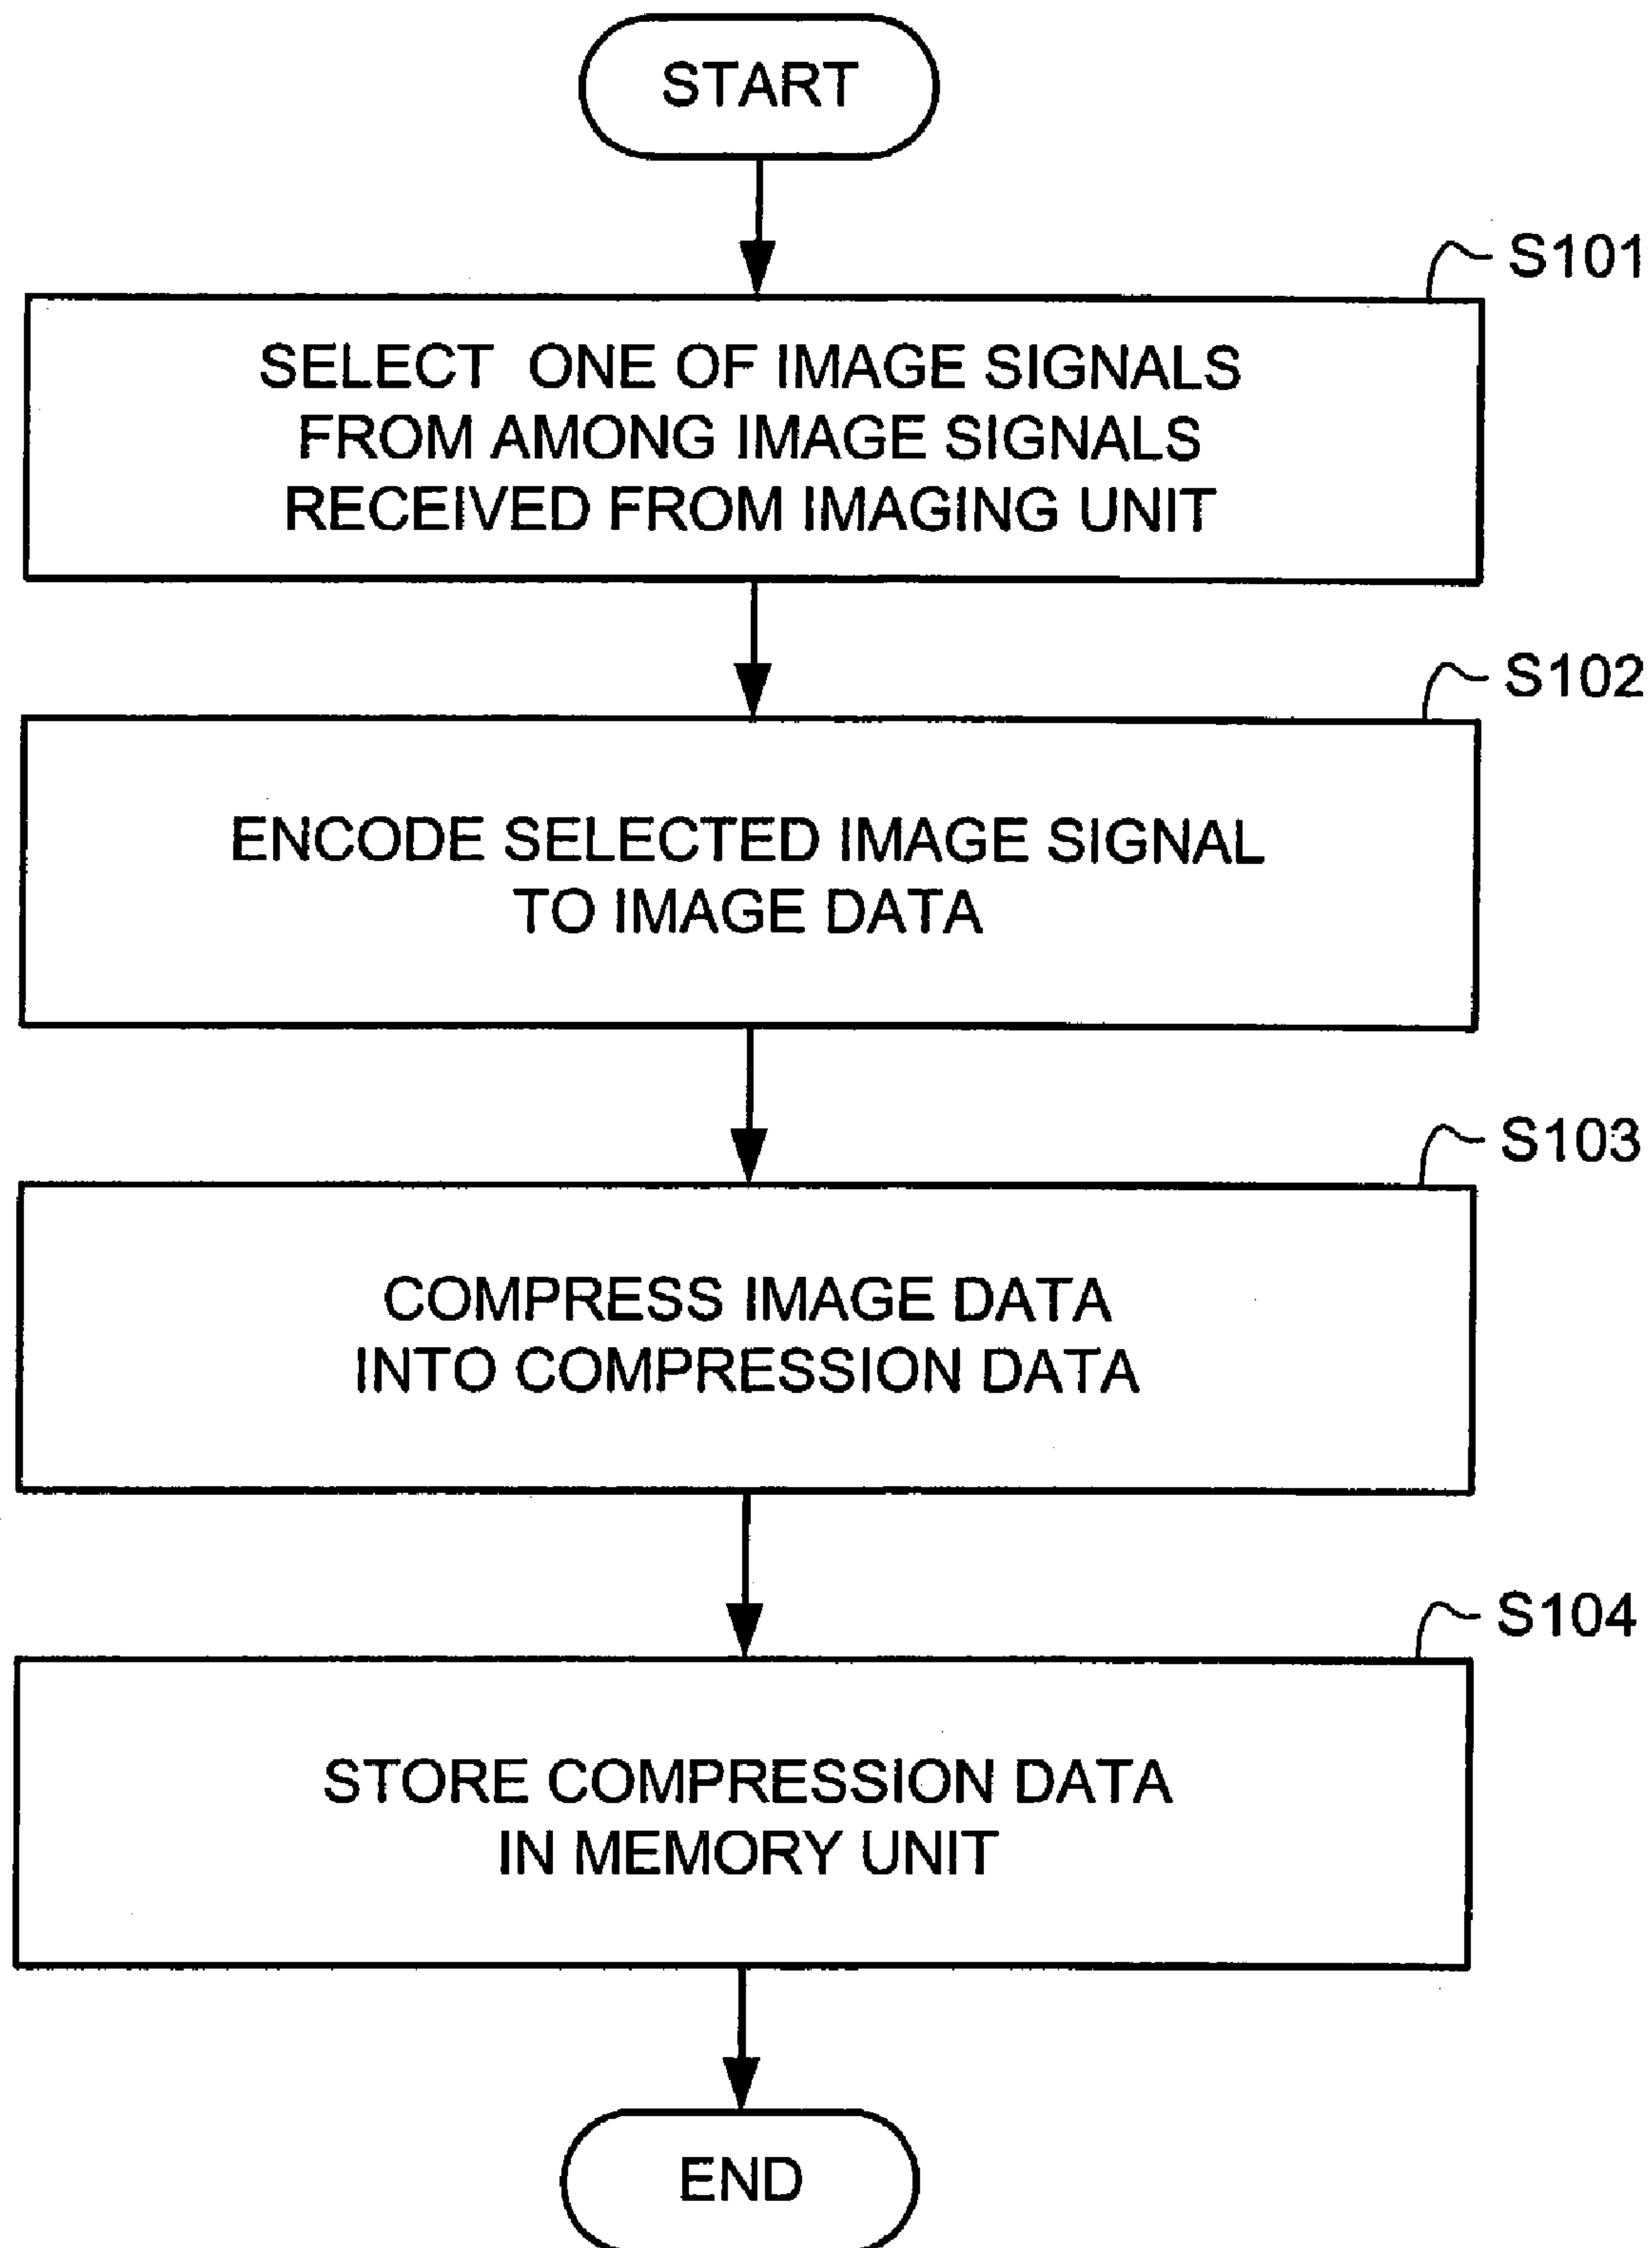 START
S101
SELECT ONE OF IMAGE SIGNALS
FROM AMONG IMAGE SIGNALS
RECEIVED FROM IMAGING UNIT
S102
ENCODE SELECTED IMAGE SIGNAL
TO IMAGE DATA
S103
COMPRESS IMAGE DATA
INTO COMPRESSION DATA
S104
STORE COMPRESSION DATA
IN MEMORY UNIT
END